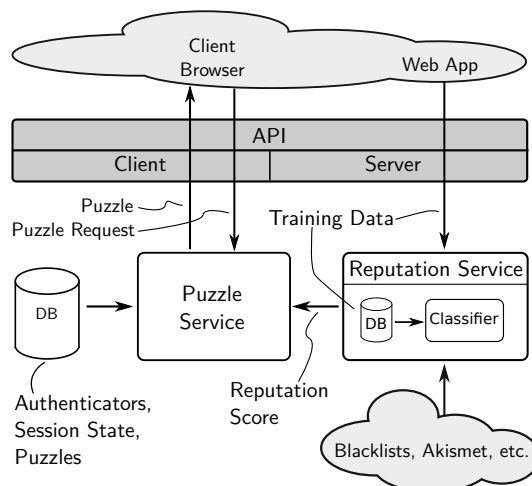 Client
Browser
Web App
API
Client
Server
Puzzle
Puzzle Request
Training Data
DB
Puzzle
Service
Reputation Service
DB
Classifier
Authenticators,
Session State,
Puzzles
Reputation
Score
Blacklists, Akismet, etc.